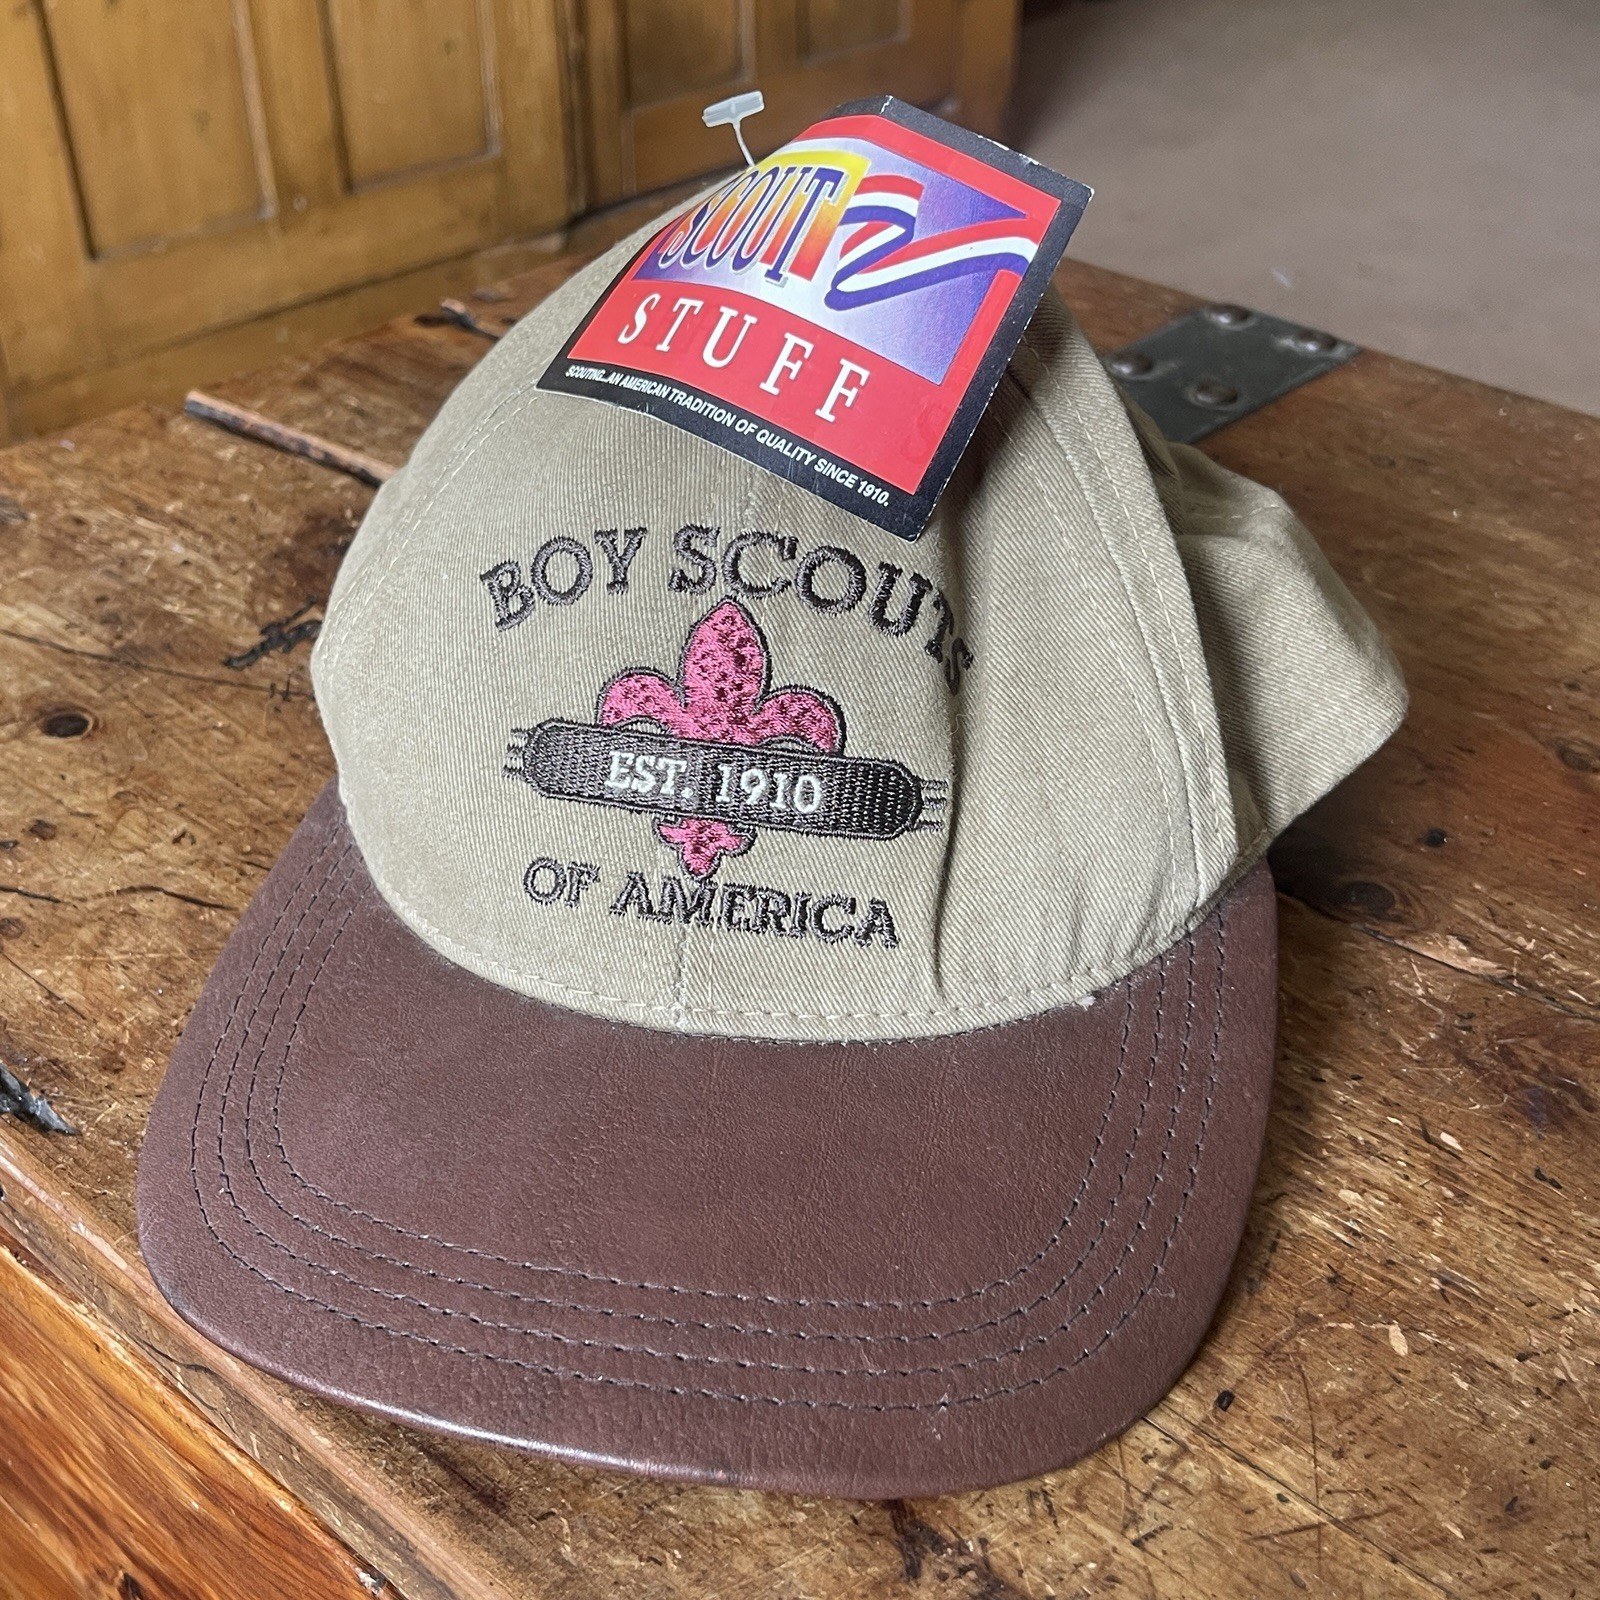 SCOUT
STUFF
SCOUTING...AN AMERICAN TRADITION OF QUALITY SINCE 1910.
BOY SCOUTS
EST. 1910
OF AMERICA